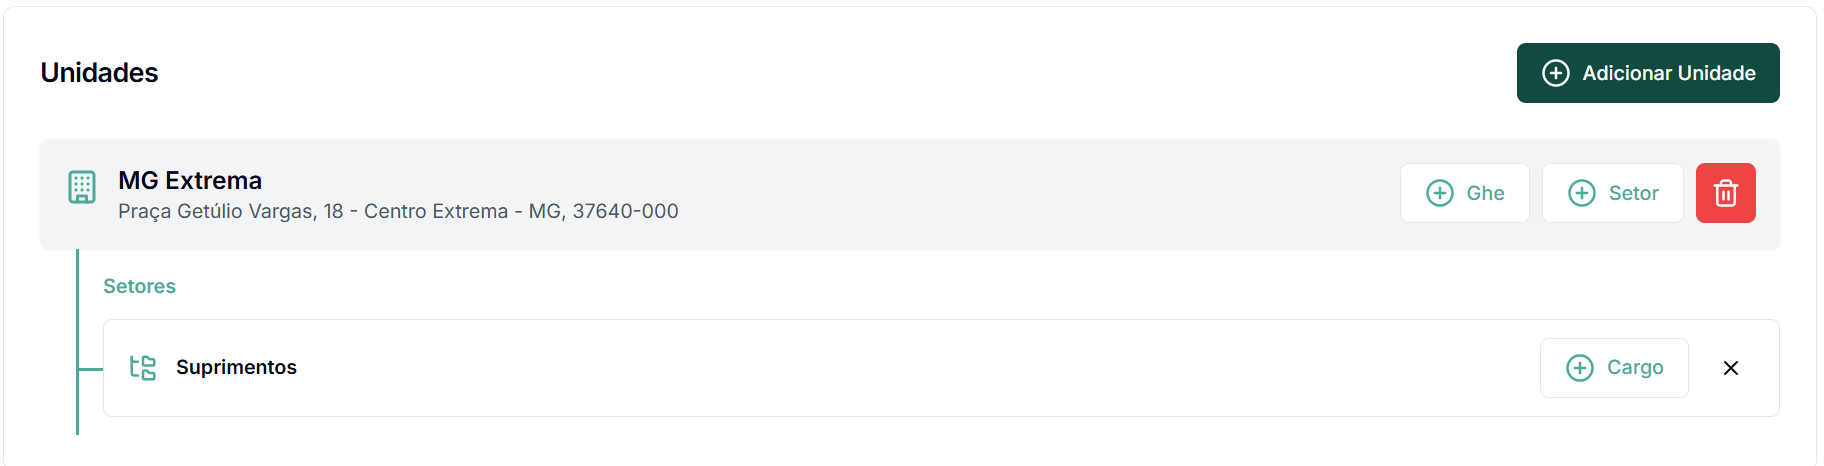 Unidades
Adicionar Unidade
MG Extrema
Praça Getúlio Vargas, 18 - Centro Extrema - MG, 37640-000
Ghe
Setor
Setores
Suprimentos
Cargo